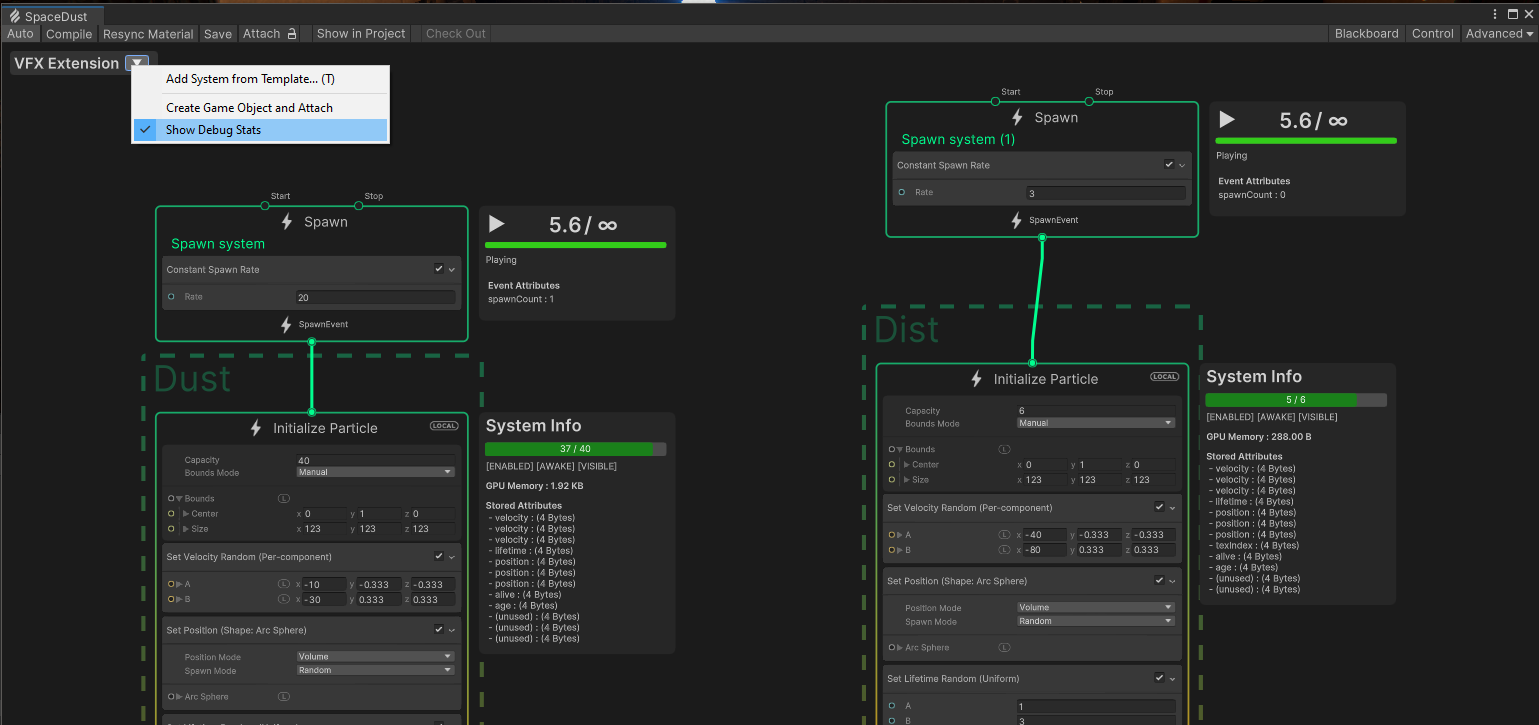 SpaceDust
Auto Compile Resync Material Save Attach Show in Project Check Out Blackboard Control Advanced
VFX Extension
Add System from Template... (T)
Create Game Object and Attach
Show Debug Stats
Start Stop
Spawn
Spawn system
Constant Spawn Rate
Rate 20
SpawnEvent
5.6 / ∞
Playing
Event Attributes
spawnCount : 1
Dust
Initialize Particle LOCAL
Capacity 40
Bounds Mode Manual
Bounds L
Center x 0 y 1 z 0
Size x 123 y 123 z 123
Set Velocity Random (Per-component)
A L x -10 y -0.333 z -0.333
B L x -30 y 0.333 z 0.333
Set Position (Shape: Arc Sphere)
Position Mode Volume
Spawn Mode Random
Arc Sphere L
System Info
37 / 40
[ENABLED] [AWAKE] [VISIBLE]
GPU Memory : 1.92 KB
Stored Attributes
- velocity : (4 Bytes)
- velocity : (4 Bytes)
- velocity : (4 Bytes)
- lifetime : (4 Bytes)
- position : (4 Bytes)
- position : (4 Bytes)
- position : (4 Bytes)
- alive : (4 Bytes)
- age : (4 Bytes)
- (unused) : (4 Bytes)
- (unused) : (4 Bytes)
- (unused) : (4 Bytes)
Start Stop
Spawn
Spawn system (1)
Constant Spawn Rate
Rate 3
SpawnEvent
5.6 / ∞
Playing
Event Attributes
spawnCount : 0
Dist
Initialize Particle LOCAL
Capacity 6
Bounds Mode Manual
Bounds L
Center x 0 y 1 z 0
Size x 123 y 123 z 123
Set Velocity Random (Per-component)
A L x -40 y -0.333 z -0.333
B L x -80 y 0.333 z 0.333
Set Position (Shape: Arc Sphere)
Position Mode Volume
Spawn Mode Random
Arc Sphere L
Set Lifetime Random (Uniform)
A 1
B 3
System Info
5 / 6
[ENABLED] [AWAKE] [VISIBLE]
GPU Memory : 288.00 B
Stored Attributes
- velocity : (4 Bytes)
- velocity : (4 Bytes)
- velocity : (4 Bytes)
- lifetime : (4 Bytes)
- position : (4 Bytes)
- position : (4 Bytes)
- position : (4 Bytes)
- texIndex : (4 Bytes)
- alive : (4 Bytes)
- age : (4 Bytes)
- (unused) : (4 Bytes)
- (unused) : (4 Bytes)